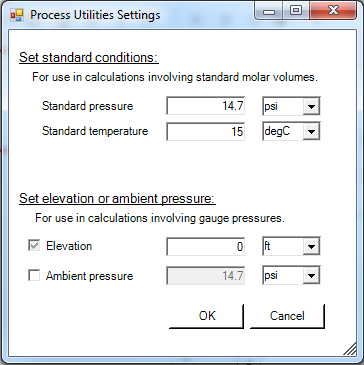 Process Utilities Settings
Set standard conditions:
For use in calculations involving standard molar volumes.
Standard pressure 14.7 psi
Standard temperature 15 degC
Set elevation or ambient pressure:
For use in calculations involving gauge pressures.
Elevation 0 ft
Ambient pressure 14.7 psi
OK Cancel